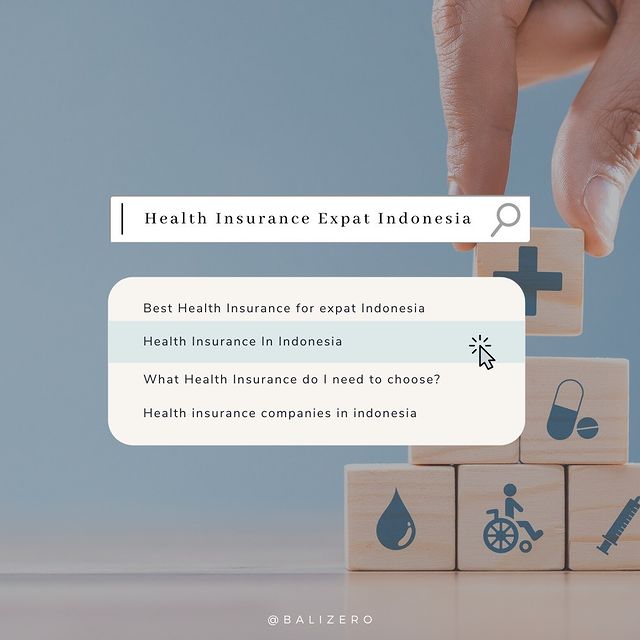 Health Insurance Expat Indonesia
Best Health Insurance for expat Indonesia
Health Insurance In Indonesia
What Health Insurance do I need to choose?
Health insurance companies in indonesia
@BALIZERO